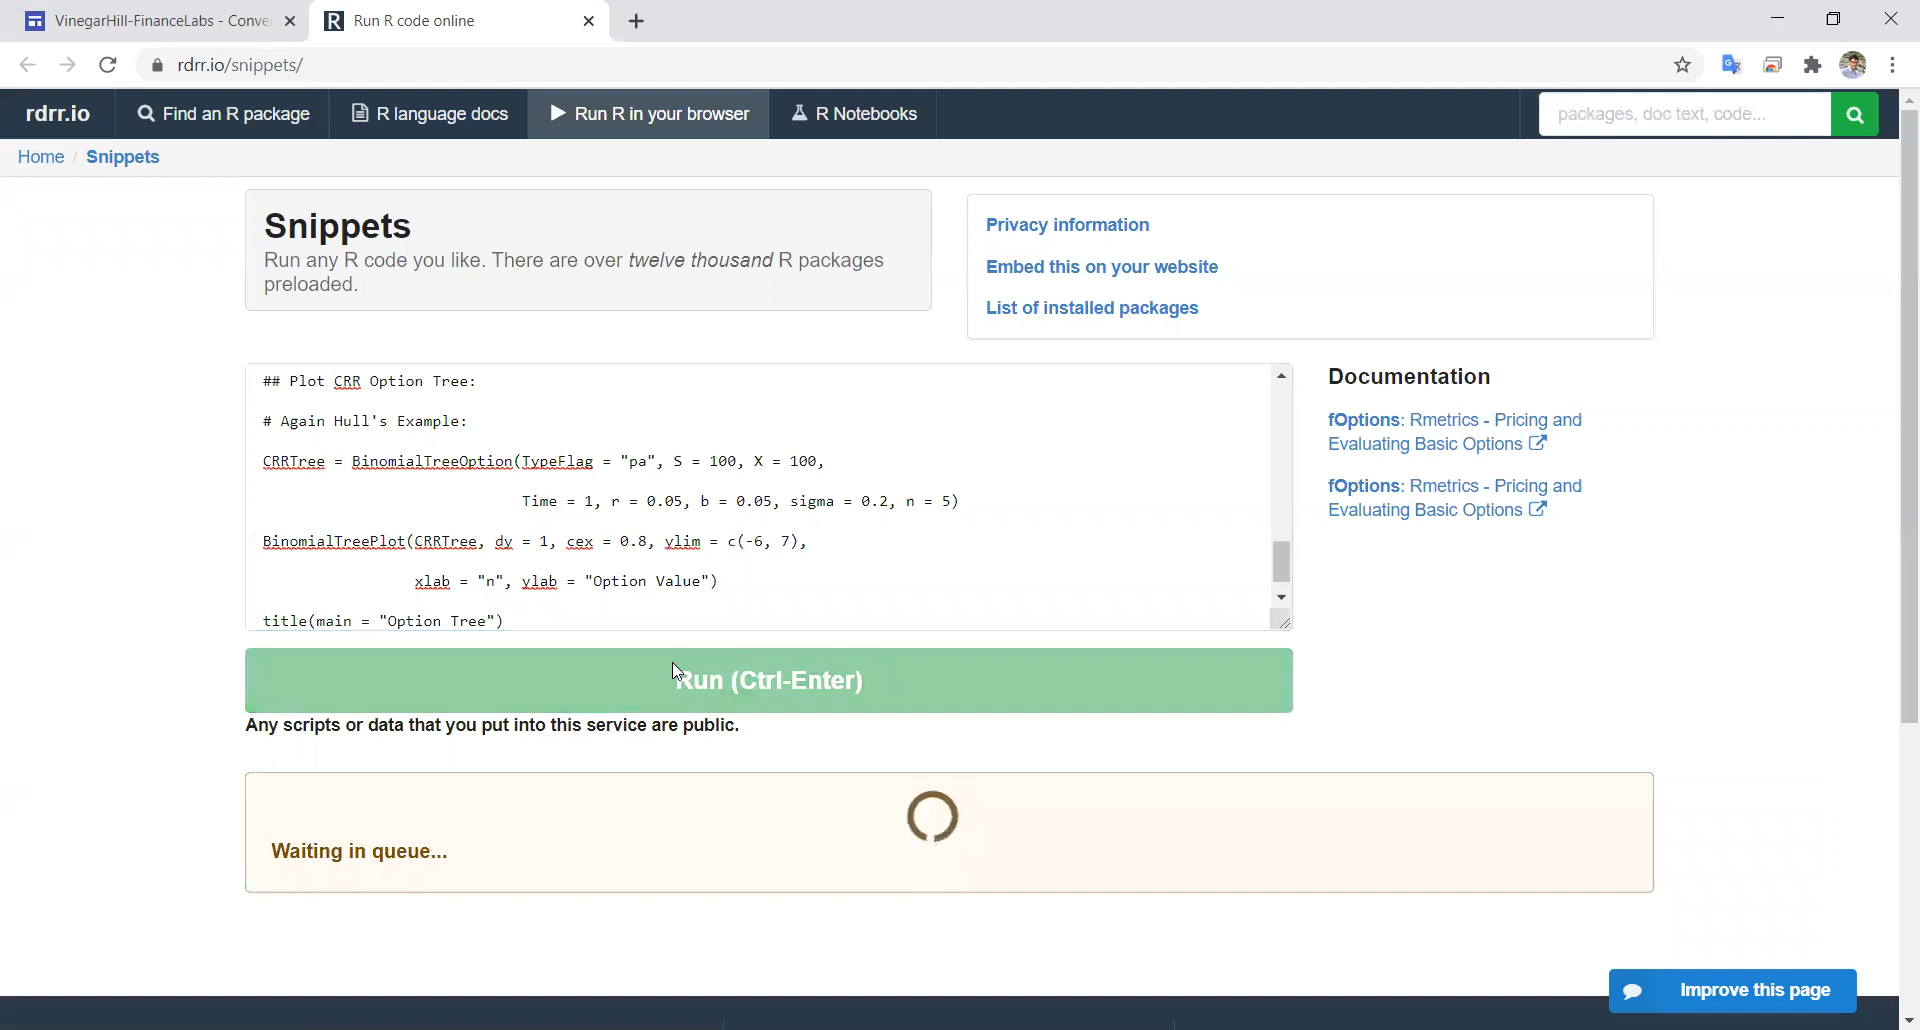 VinegarHill-FinanceLabs - Conve
Run R code online
rdrr.io/snippets/
rdrr.io
Find an R package
R language docs
Run R in your browser
R Notebooks
packages, doc text, code...
Home / Snippets
Snippets
Run any R code you like. There are over twelve thousand R packages
preloaded.
Privacy information
Embed this on your website
List of installed packages
## Plot CRR Option Tree:
# Again Hull's Example:
CRRTree = BinomialTreeOption(TypeFlag = "pa", S = 100, X = 100,
Time = 1, r = 0.05, b = 0.05, sigma = 0.2, n = 5)
BinomialTreePlot(CRRTree, dy = 1, cex = 0.8, ylim = c(-6, 7),
xlab = "n", ylab = "Option Value")
title(main = "Option Tree")
Documentation
fOptions: Rmetrics - Pricing and
Evaluating Basic Options
fOptions: Rmetrics - Pricing and
Evaluating Basic Options
Run (Ctrl-Enter)
Any scripts or data that you put into this service are public.
Waiting in queue...
Improve this page